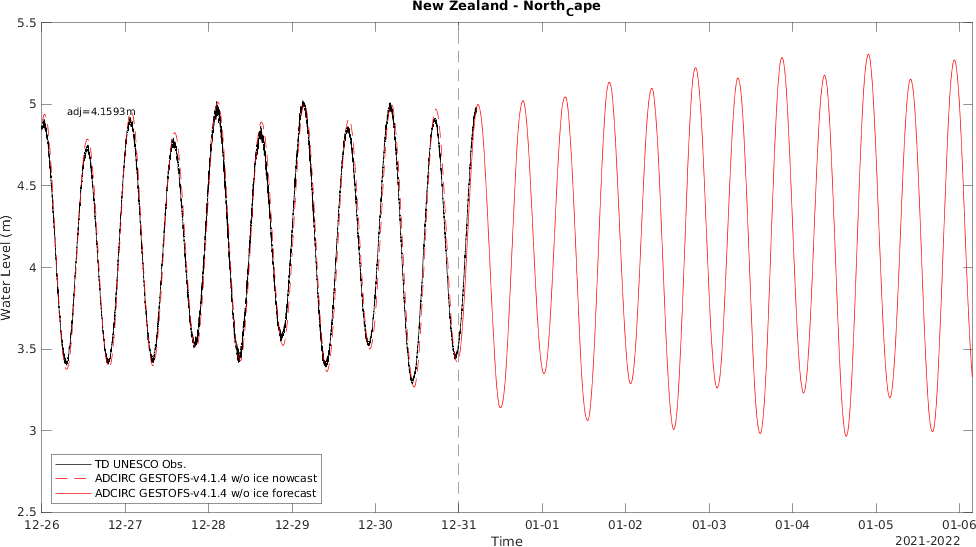 New Zealand - NorthCape
adj=4.1593m
5.5
5
4.5
4
3.5
3
2.5
Water Level (m)
TD UNESCO Obs.
ADCIRC GESTOFS-v4.1.4 w/o ice nowcast
ADCIRC GESTOFS-v4.1.4 w/o ice forecast
12-26 12-27 12-28 12-29 12-30 12-31 01-01 01-02 01-03 01-04 01-05 01-06
Time
2021-2022